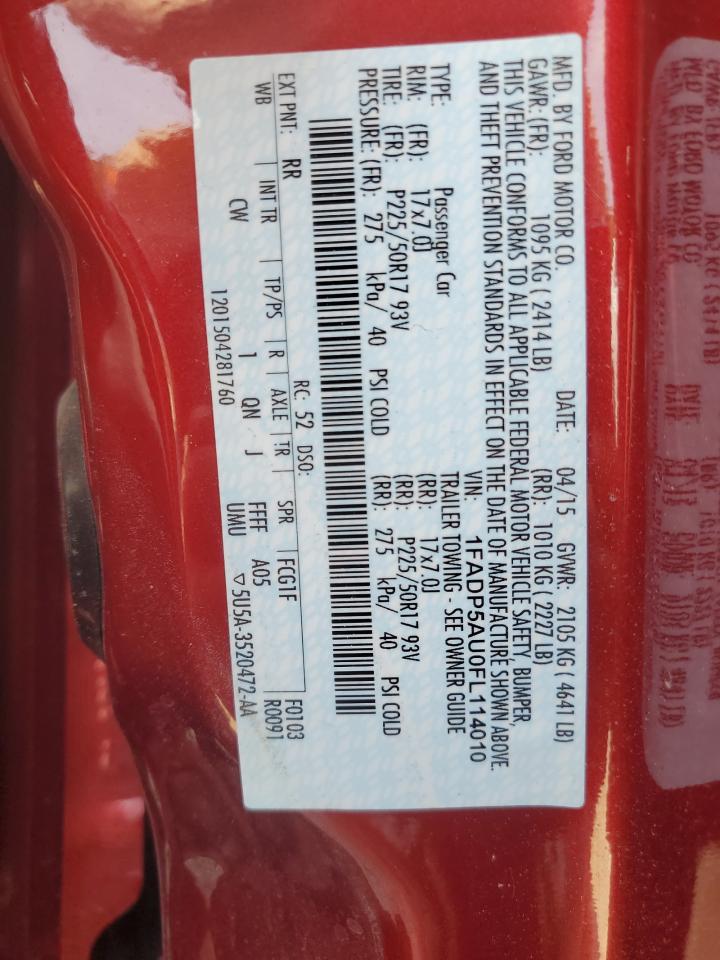 MFD. BY FORD MOTOR CO.
DATE: 04/15 GVWR: 2105 KG ( 4641 LB)
GAWR: (FR): 1095 KG ( 2414 LB) (RR): 1010 KG ( 2227 LB)
THIS VEHICLE CONFORMS TO ALL APPLICABLE FEDERAL MOTOR VEHICLE SAFETY, BUMPER,
AND THEFT PREVENTION STANDARDS IN EFFECT ON THE DATE OF MANUFACTURE SHOWN ABOVE.
VIN: 1FADP5AU0FL114010
TYPE: Passenger Car TRAILER TOWING - SEE OWNER GUIDE
RIM: (FR): 17x7.0J (RR): 17x7.0J
TIRE: (FR): P225/50R17 93V (RR): P225/50R17 93V
PRESSURE: (FR): 275 kPa/ 40 PSI COLD (RR): 275 kPa/ 40 PSI COLD
EXT PNT: RR RC: 52 DSO: F0103
WB INT TR TP/PS R AXLE TR SPR FCG1F R0091
CW 1 QN J FFFF A05
UMU
1201504281760 ▽5U5A-3520472-AA